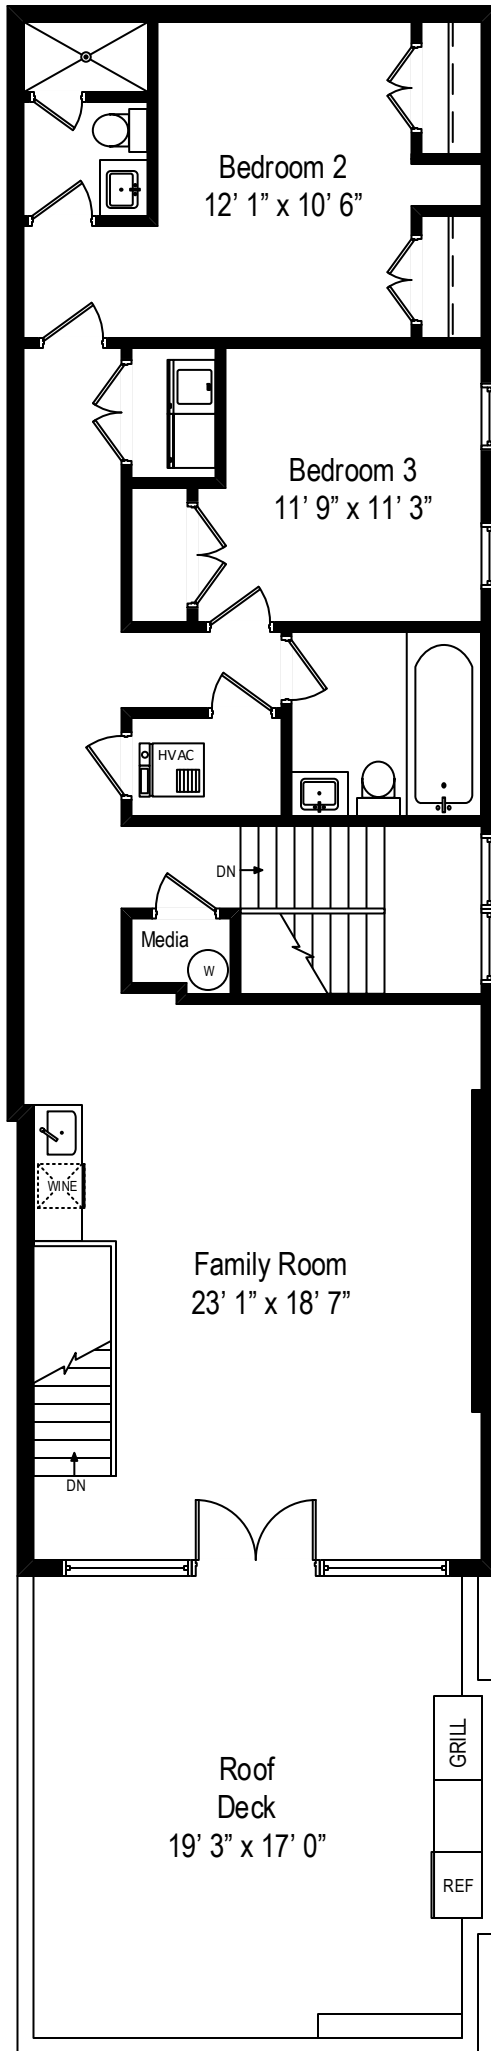 Bedroom 2
12’ 1” x 10’ 6”
Bedroom 3
11’ 9” x 11’ 3”
HVAC
DN
Media
W
WINE
Family Room
23’ 1” x 18’ 7”
DN
GRILL
Roof
Deck
19’ 3” x 17’ 0”
REF